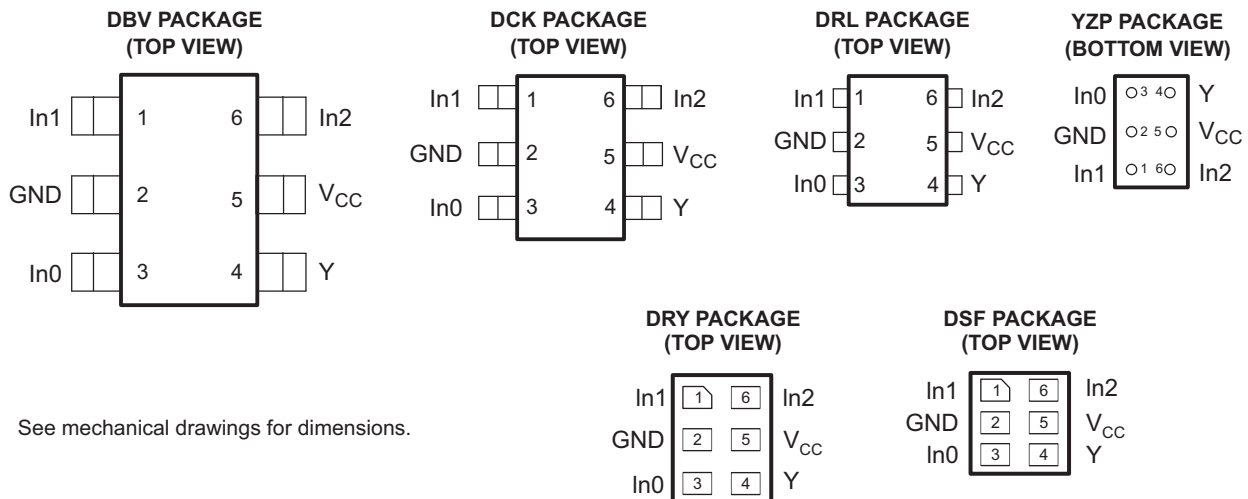 DBV PACKAGE
(TOP VIEW)
In1 1 6 In2
GND 2 5 VCC
In0 3 4 Y
DCK PACKAGE
(TOP VIEW)
In1 1 6 In2
GND 2 5 VCC
In0 3 4 Y
DRL PACKAGE
(TOP VIEW)
In1 1 6 In2
GND 2 5 VCC
In0 3 4 Y
YZP PACKAGE
(BOTTOM VIEW)
In0 3 4 Y
GND 2 5 VCC
In1 1 6 In2
See mechanical drawings for dimensions.
DRY PACKAGE
(TOP VIEW)
In1 1 6 In2
GND 2 5 VCC
In0 3 4 Y
DSF PACKAGE
(TOP VIEW)
In1 1 6 In2
GND 2 5 VCC
In0 3 4 Y